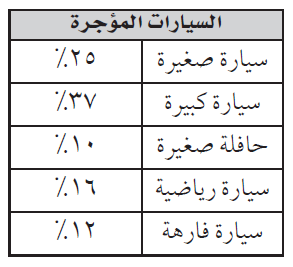 السيارات المؤجرة
سيارة صغيرة ٢٥٪
سيارة كبيرة ٣٧٪
حافلة صغيرة ١٠٪
سيارة رياضية ١٦٪
سيارة فارهة ١٢٪